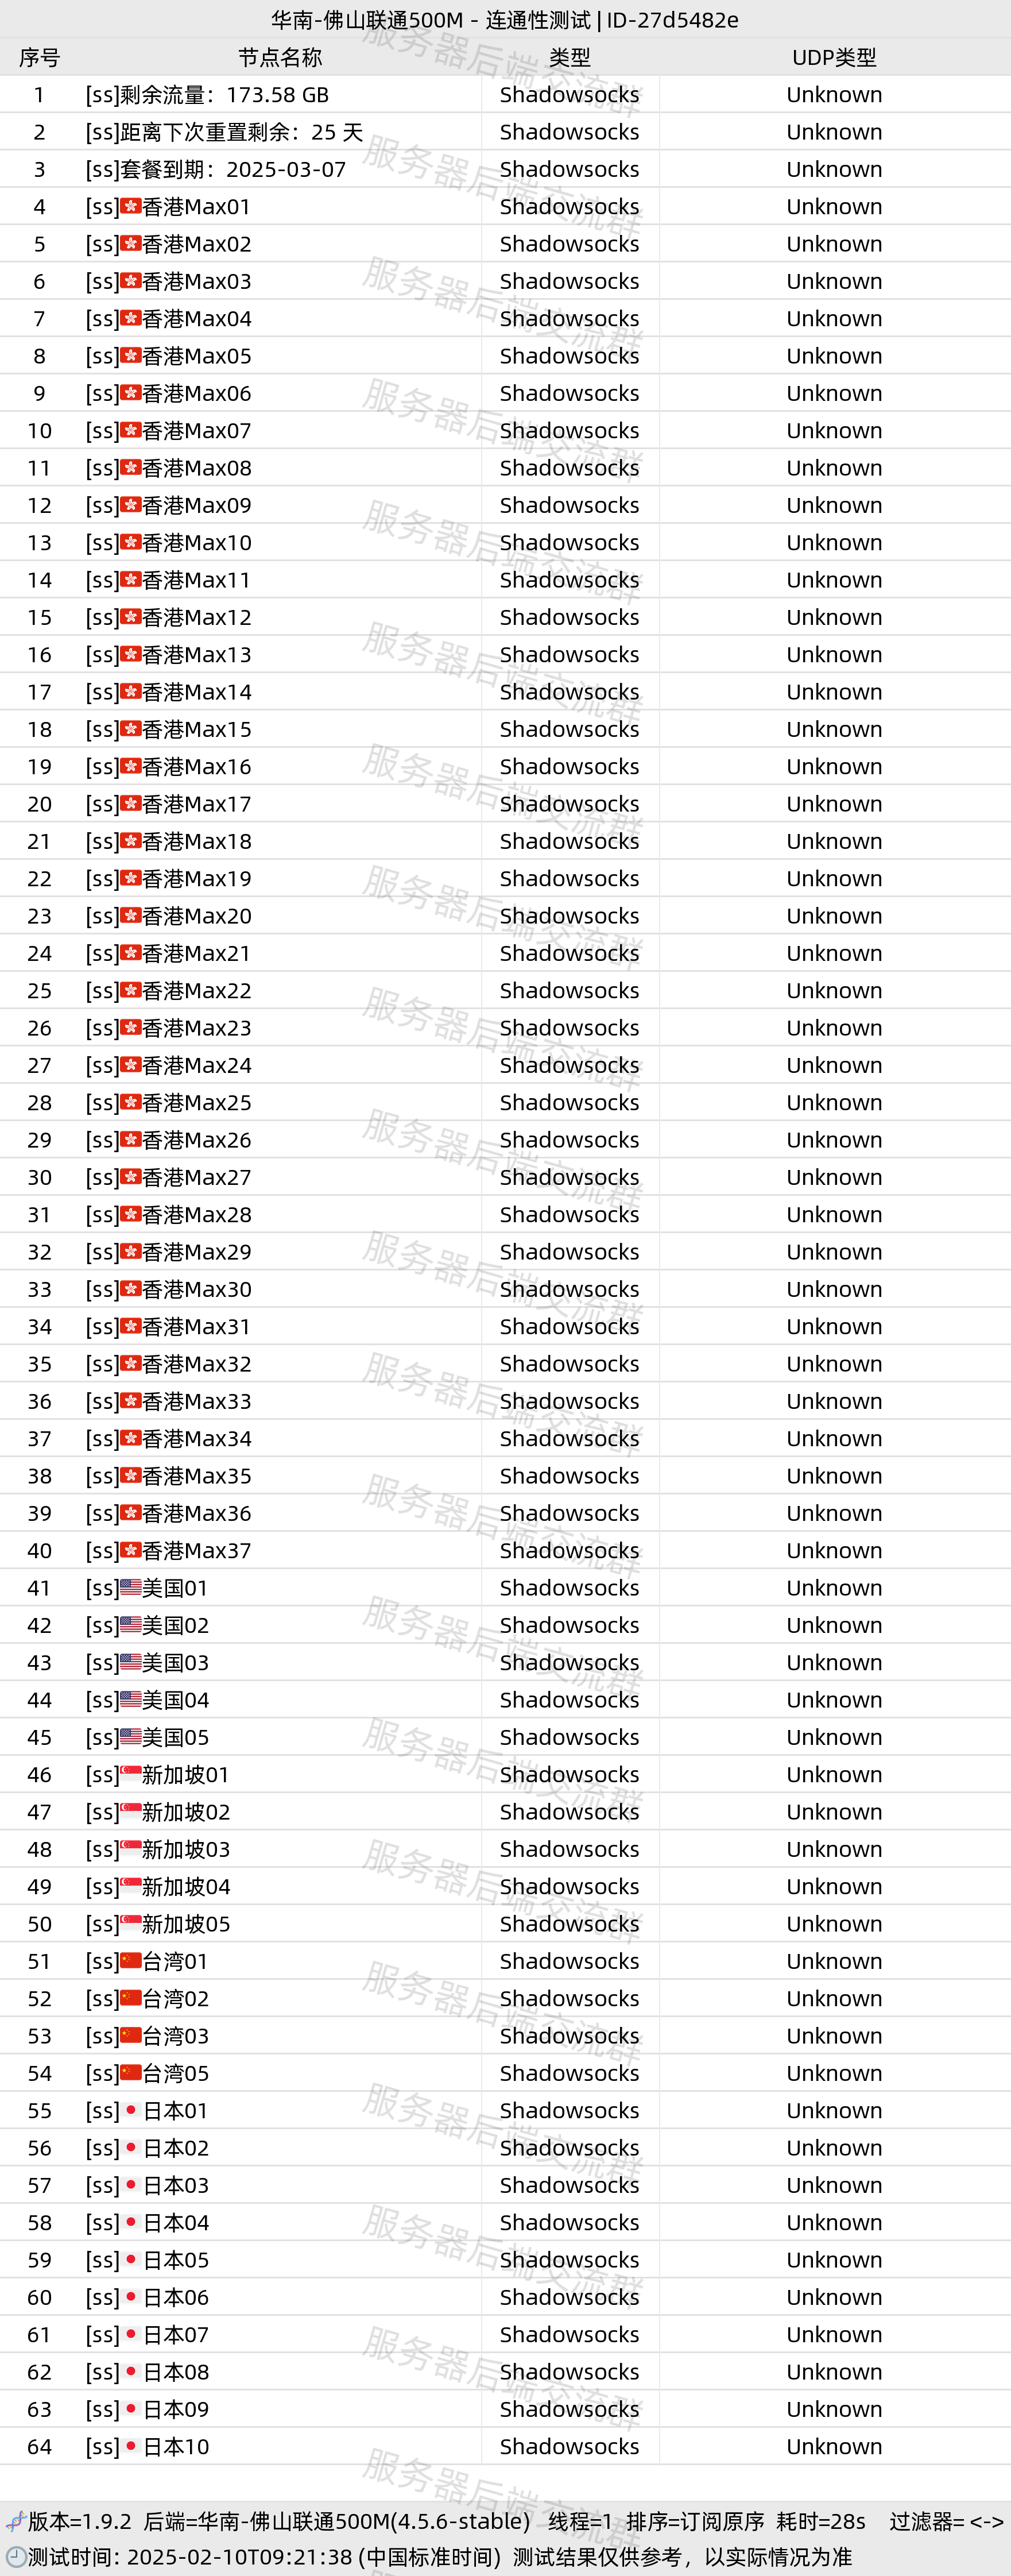 华南-佛山联通500M - 连通性测试 | ID-27d5482e
序号 节点名称 类型 UDP类型
1 [ss]剩余流量：173.58 GB Shadowsocks Unknown
2 [ss]距离下次重置剩余：25 天 Shadowsocks Unknown
3 [ss]套餐到期：2025-03-07 Shadowsocks Unknown
4 [ss]🇭🇰香港Max01 Shadowsocks Unknown
5 [ss]🇭🇰香港Max02 Shadowsocks Unknown
6 [ss]🇭🇰香港Max03 Shadowsocks Unknown
7 [ss]🇭🇰香港Max04 Shadowsocks Unknown
8 [ss]🇭🇰香港Max05 Shadowsocks Unknown
9 [ss]🇭🇰香港Max06 Shadowsocks Unknown
10 [ss]🇭🇰香港Max07 Shadowsocks Unknown
11 [ss]🇭🇰香港Max08 Shadowsocks Unknown
12 [ss]🇭🇰香港Max09 Shadowsocks Unknown
13 [ss]🇭🇰香港Max10 Shadowsocks Unknown
14 [ss]🇭🇰香港Max11 Shadowsocks Unknown
15 [ss]🇭🇰香港Max12 Shadowsocks Unknown
16 [ss]🇭🇰香港Max13 Shadowsocks Unknown
17 [ss]🇭🇰香港Max14 Shadowsocks Unknown
18 [ss]🇭🇰香港Max15 Shadowsocks Unknown
19 [ss]🇭🇰香港Max16 Shadowsocks Unknown
20 [ss]🇭🇰香港Max17 Shadowsocks Unknown
21 [ss]🇭🇰香港Max18 Shadowsocks Unknown
22 [ss]🇭🇰香港Max19 Shadowsocks Unknown
23 [ss]🇭🇰香港Max20 Shadowsocks Unknown
24 [ss]🇭🇰香港Max21 Shadowsocks Unknown
25 [ss]🇭🇰香港Max22 Shadowsocks Unknown
26 [ss]🇭🇰香港Max23 Shadowsocks Unknown
27 [ss]🇭🇰香港Max24 Shadowsocks Unknown
28 [ss]🇭🇰香港Max25 Shadowsocks Unknown
29 [ss]🇭🇰香港Max26 Shadowsocks Unknown
30 [ss]🇭🇰香港Max27 Shadowsocks Unknown
31 [ss]🇭🇰香港Max28 Shadowsocks Unknown
32 [ss]🇭🇰香港Max29 Shadowsocks Unknown
33 [ss]🇭🇰香港Max30 Shadowsocks Unknown
34 [ss]🇭🇰香港Max31 Shadowsocks Unknown
35 [ss]🇭🇰香港Max32 Shadowsocks Unknown
36 [ss]🇭🇰香港Max33 Shadowsocks Unknown
37 [ss]🇭🇰香港Max34 Shadowsocks Unknown
38 [ss]🇭🇰香港Max35 Shadowsocks Unknown
39 [ss]🇭🇰香港Max36 Shadowsocks Unknown
40 [ss]🇭🇰香港Max37 Shadowsocks Unknown
41 [ss]🇺🇸美国01 Shadowsocks Unknown
42 [ss]🇺🇸美国02 Shadowsocks Unknown
43 [ss]🇺🇸美国03 Shadowsocks Unknown
44 [ss]🇺🇸美国04 Shadowsocks Unknown
45 [ss]🇺🇸美国05 Shadowsocks Unknown
46 [ss]🇸🇬新加坡01 Shadowsocks Unknown
47 [ss]🇸🇬新加坡02 Shadowsocks Unknown
48 [ss]🇸🇬新加坡03 Shadowsocks Unknown
49 [ss]🇸🇬新加坡04 Shadowsocks Unknown
50 [ss]🇸🇬新加坡05 Shadowsocks Unknown
51 [ss]🇨🇳台湾01 Shadowsocks Unknown
52 [ss]🇨🇳台湾02 Shadowsocks Unknown
53 [ss]🇨🇳台湾03 Shadowsocks Unknown
54 [ss]🇨🇳台湾05 Shadowsocks Unknown
55 [ss]🇯🇵日本01 Shadowsocks Unknown
56 [ss]🇯🇵日本02 Shadowsocks Unknown
57 [ss]🇯🇵日本03 Shadowsocks Unknown
58 [ss]🇯🇵日本04 Shadowsocks Unknown
59 [ss]🇯🇵日本05 Shadowsocks Unknown
60 [ss]🇯🇵日本06 Shadowsocks Unknown
61 [ss]🇯🇵日本07 Shadowsocks Unknown
62 [ss]🇯🇵日本08 Shadowsocks Unknown
63 [ss]🇯🇵日本09 Shadowsocks Unknown
64 [ss]🇯🇵日本10 Shadowsocks Unknown
🧬版本=1.9.2 后端=华南-佛山联通500M(4.5.6-stable) 线程=1 排序=订阅原序 耗时=28s 过滤器= <->
🕘测试时间: 2025-02-10T09:21:38 (中国标准时间) 测试结果仅供参考，以实际情况为准
服务器后端交流群